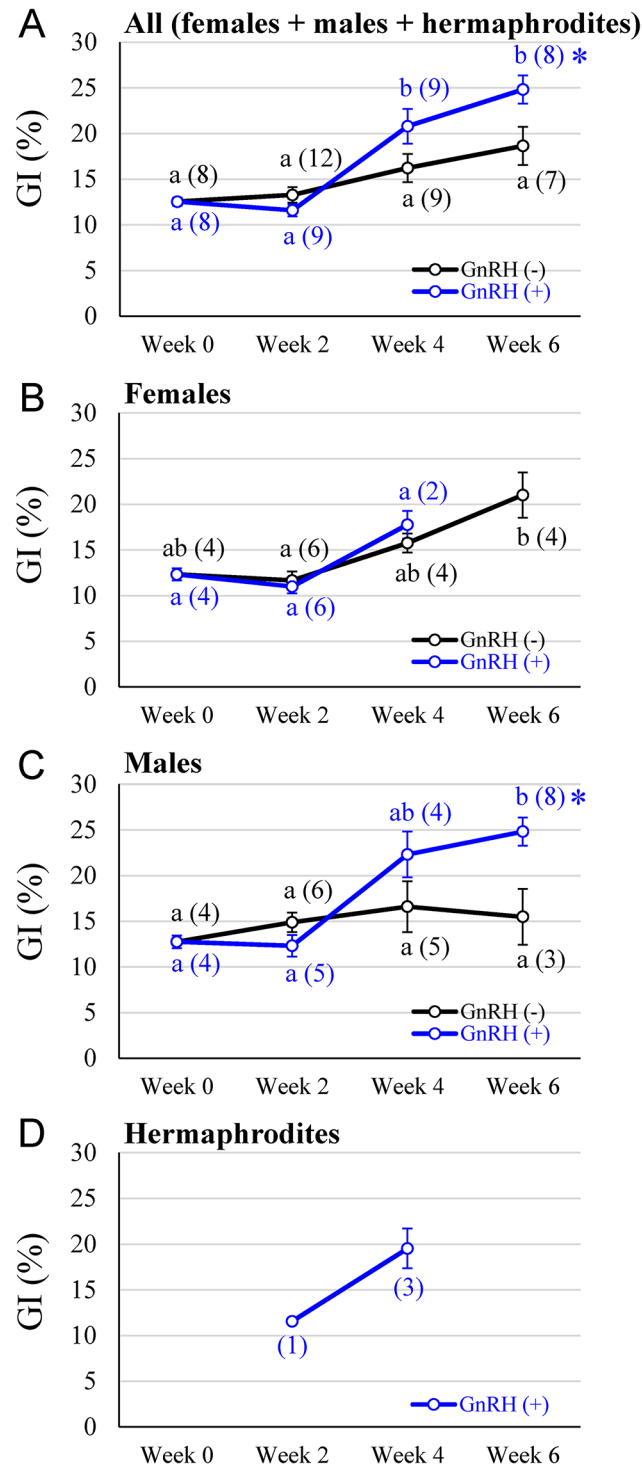 A All (females + males + hermaphrodites)
30
b (8) *
25
b (9)
20
a (12)
a (8)
15
a (7)
a (9)
10
a (8)
a (9)
5
GnRH (-)
GnRH (+)
0
GI (%)
Week 0 Week 2 Week 4 Week 6
B Females
30
25
20
a (2)
15
ab (4) a (6)
b (4)
ab (4)
10
a (4)
a (6)
5
GnRH (-)
GnRH (+)
0
GI (%)
Week 0 Week 2 Week 4 Week 6
C Males
30
b (8) *
ab (4)
25
20
a (6)
a (4)
15
a (5)
a (3)
10
a (4)
a (5)
5
GnRH (-)
GnRH (+)
0
GI (%)
Week 0 Week 2 Week 4 Week 6
D Hermaphrodites
30
25
20
15
(3)
10
(1)
5
GnRH (+)
0
GI (%)
Week 0 Week 2 Week 4 Week 6